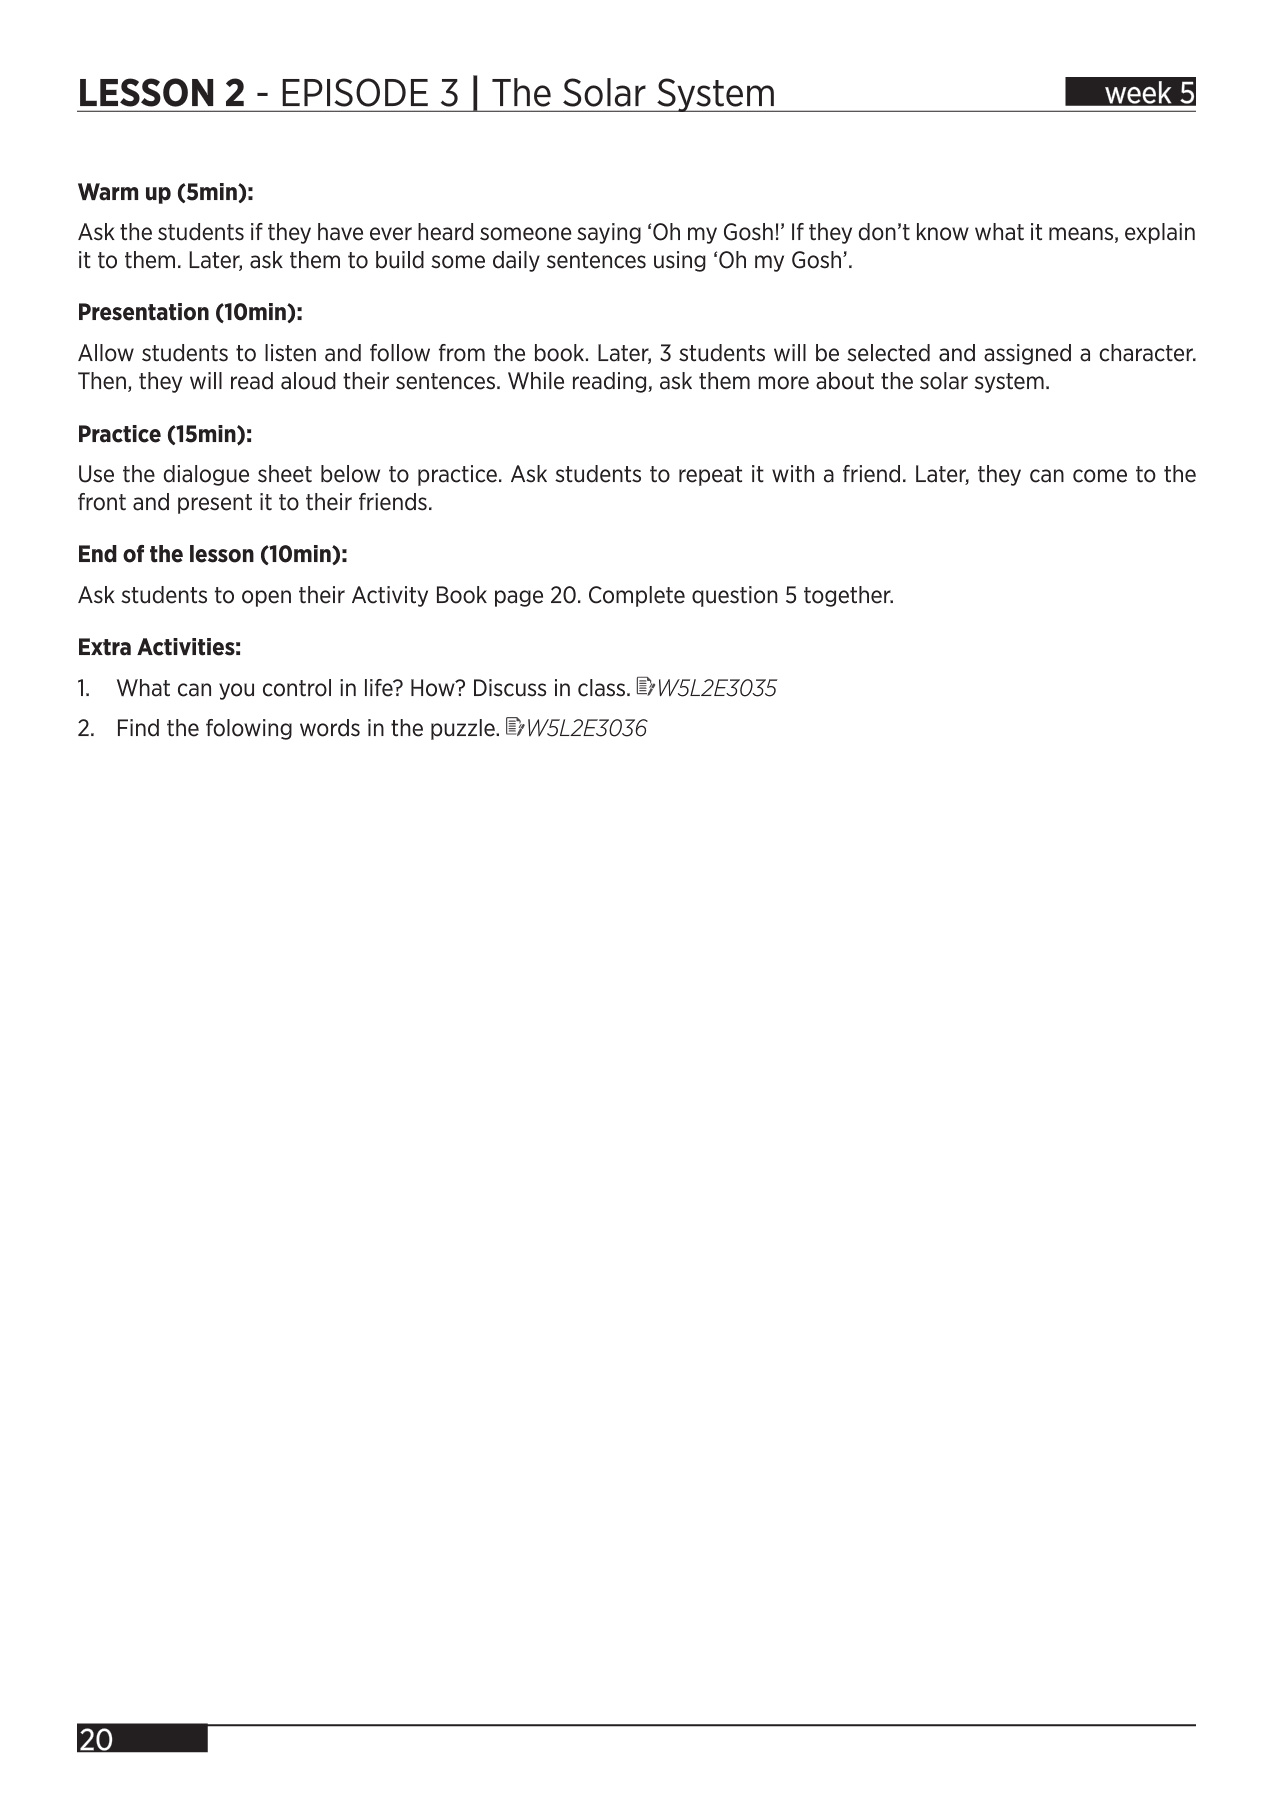 LESSON 2 - EPISODE 3 | The Solar System
week 5
Warm up (5min):
Ask the students if they have ever heard someone saying ‘Oh my Gosh!’ If they don’t know what it means, explain
it to them. Later, ask them to build some daily sentences using ‘Oh my Gosh’.
Presentation (10min):
Allow students to listen and follow from the book. Later, 3 students will be selected and assigned a character.
Then, they will read aloud their sentences. While reading, ask them more about the solar system.
Practice (15min):
Use the dialogue sheet below to practice. Ask students to repeat it with a friend. Later, they can come to the
front and present it to their friends.
End of the lesson (10min):
Ask students to open their Activity Book page 20. Complete question 5 together.
Extra Activities:
1. What can you control in life? How? Discuss in class. W5L2E3035
2. Find the folowing words in the puzzle. W5L2E3036
20